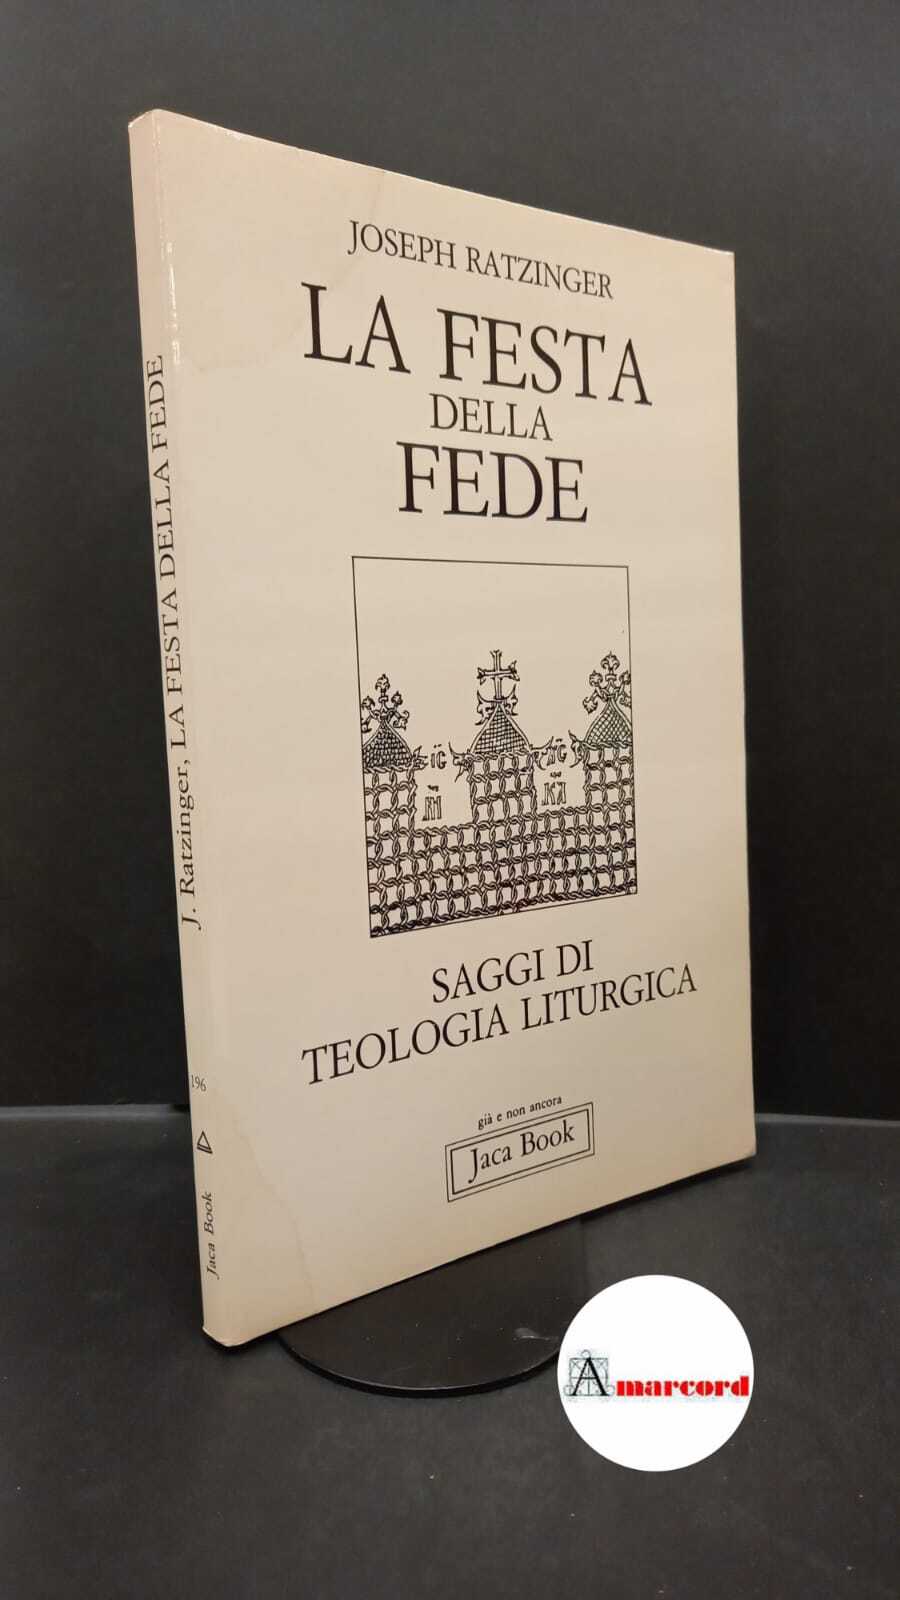 JOSEPH RATZINGER
LA FESTA
DELLA
FEDE
SAGGI DI
TEOLOGIA LITURGICA
già e non ancora
Jaca Book
J. Ratzinger, LA FESTA DELLA FEDE
196
Jaca Book
Amarcord